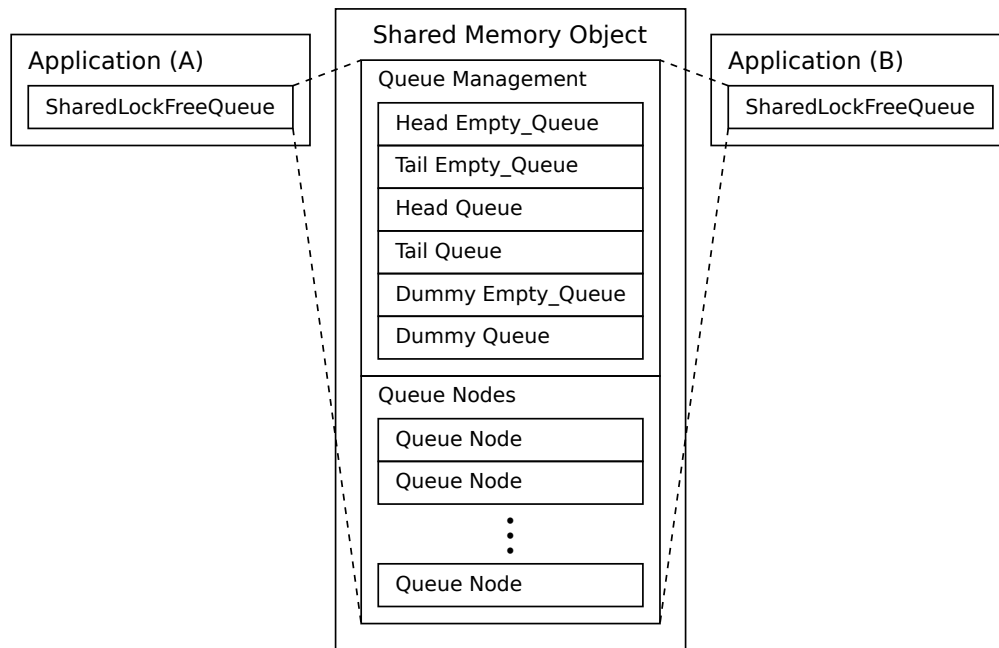 Shared Memory Object
Application (A)
SharedLockFreeQueue
Queue Management
Head Empty_Queue
Tail Empty_Queue
Head Queue
Tail Queue
Dummy Empty_Queue
Dummy Queue
Queue Nodes
Queue Node
Queue Node
Queue Node
Application (B)
SharedLockFreeQueue